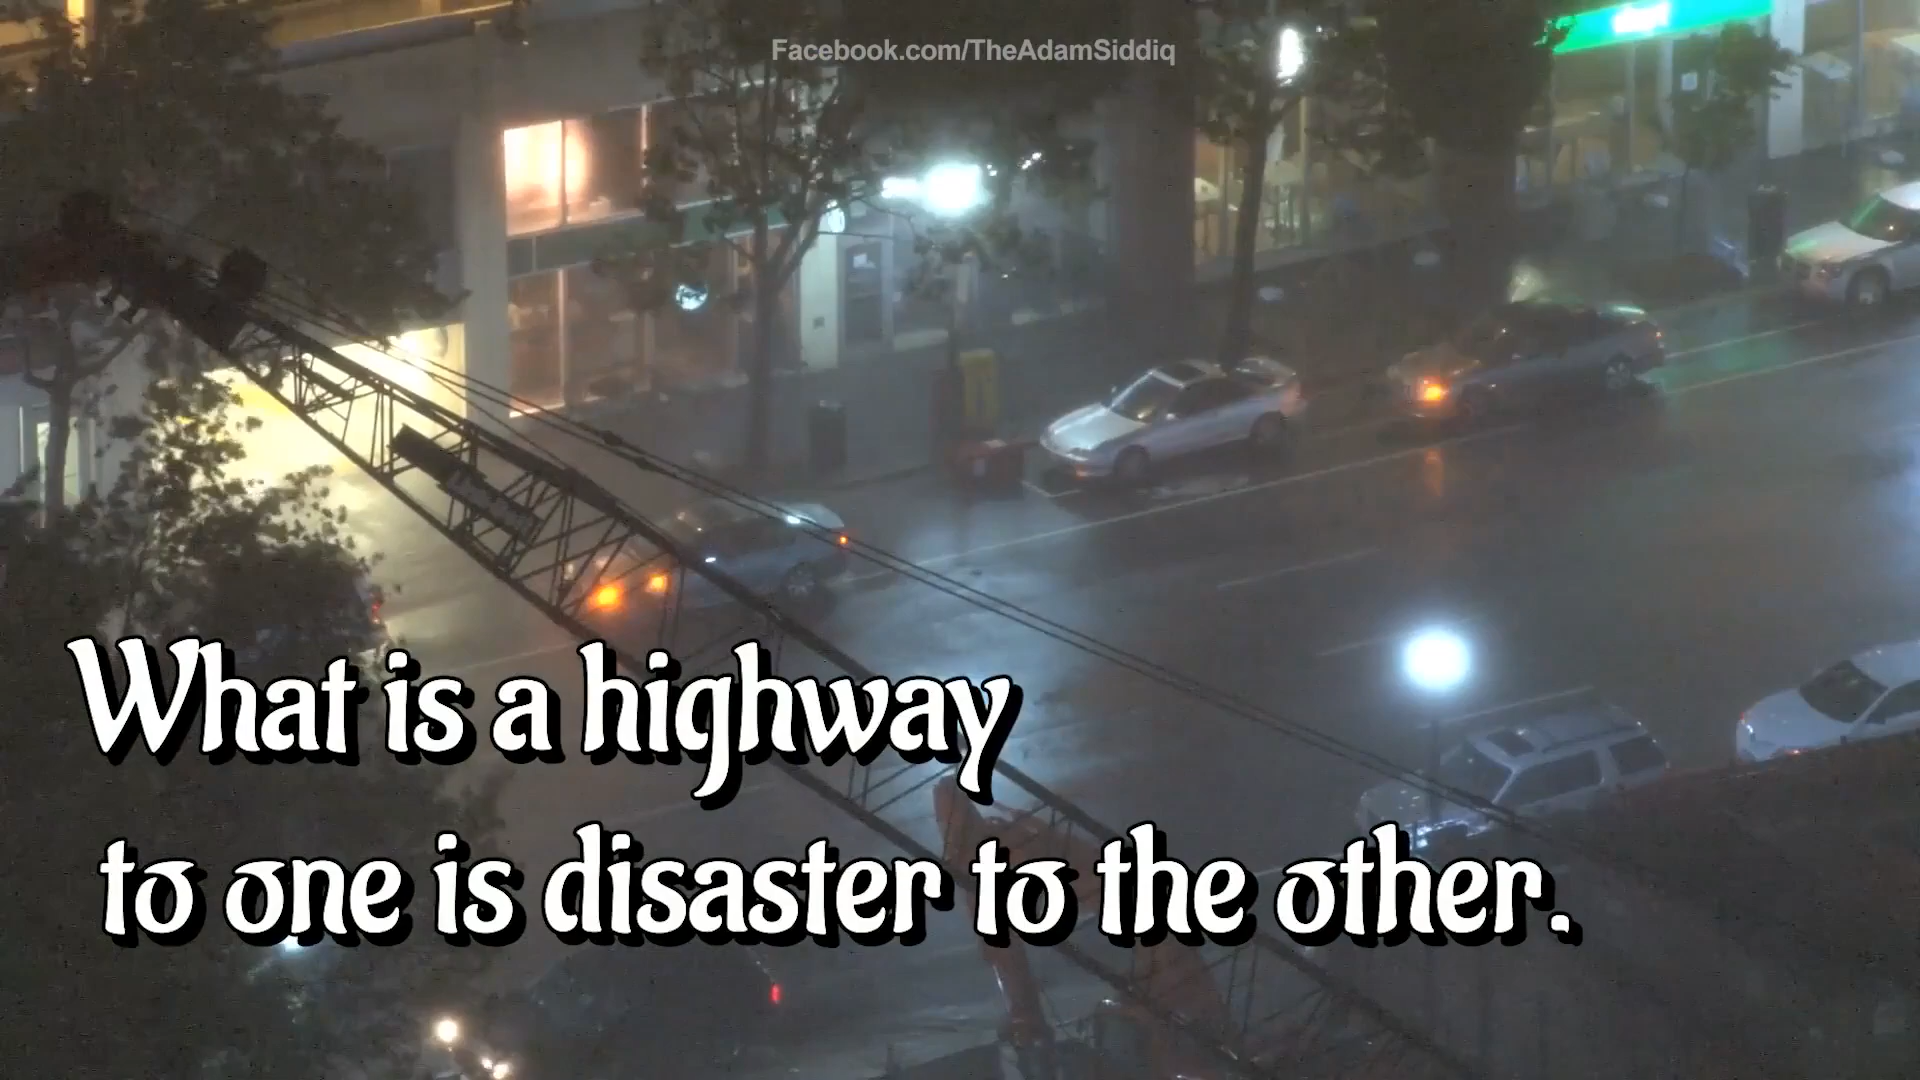 Facebook.com/TheAdamSiddiq
What is a highway
to one is disaster to the other.